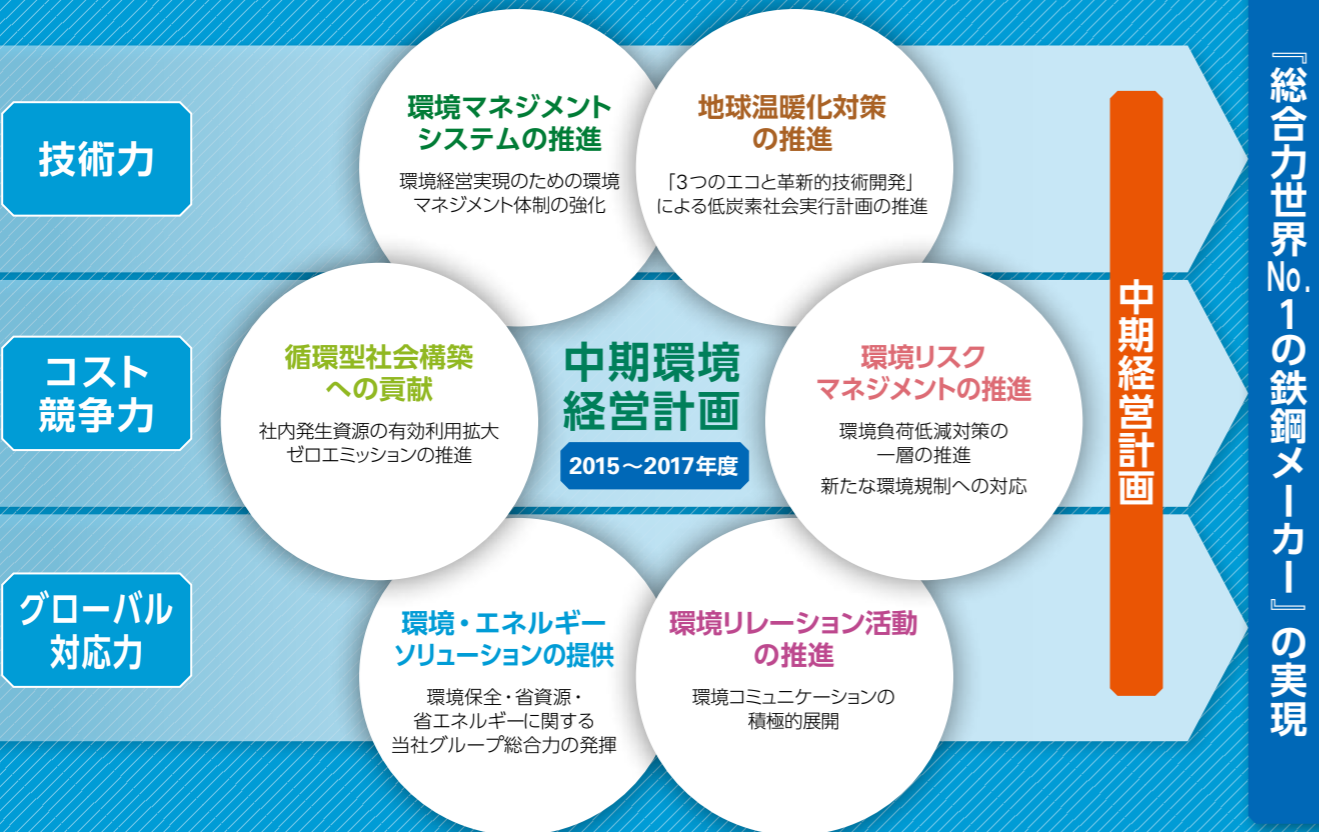 技術力
コスト
競争力
グローバル
対応力
環境マネジメント
システムの推進
環境経営実現のための環境
マネジメント体制の強化
地球温暖化対策
の推進
「3つのエコと革新的技術開発」
による低炭素社会実行計画の推進
循環型社会構築
への貢献
社内発生資源の有効利用拡大
ゼロエミッションの推進
中期環境
経営計画
2015～2017年度
環境リスク
マネジメントの推進
環境負荷低減対策の
一層の推進
新たな環境規制への対応
環境・エネルギー
ソリューションの提供
環境保全・省資源・
省エネルギーに関する
当社グループ総合力の発揮
環境リレーション活動
の推進
環境コミュニケーションの
積極的展開
中期経営計画
『総合力世界No.1の鉄鋼メーカー』の実現